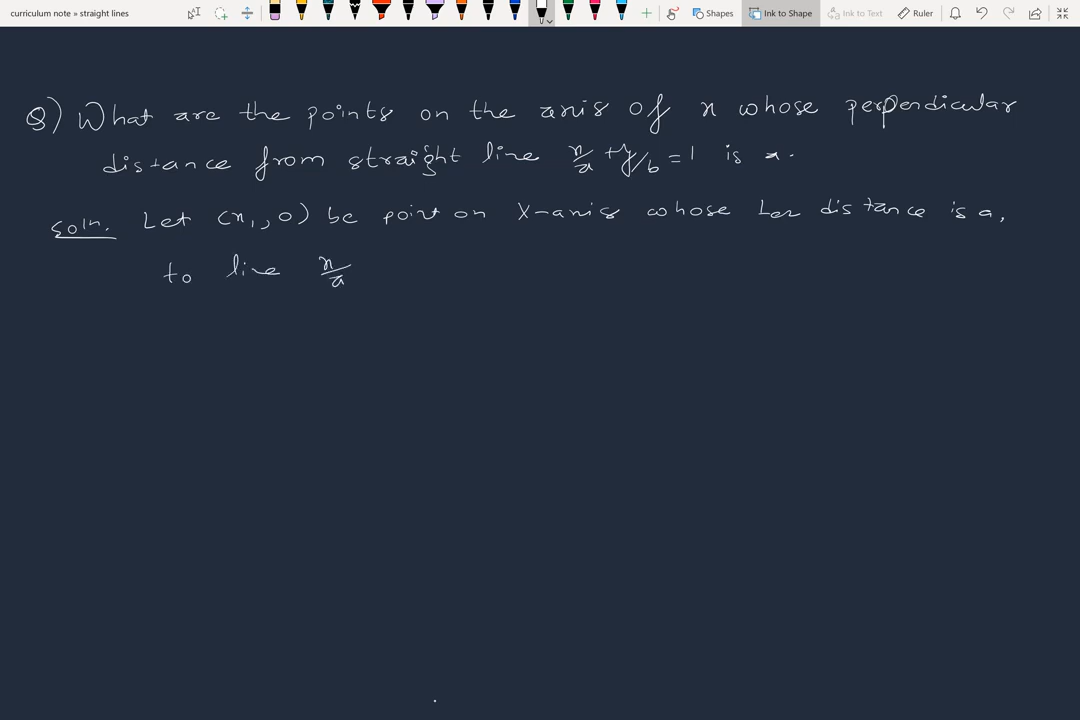 curriculum note » straight lines
Shapes Ink to Shape Ink to Text Ruler
Q) What are the points on the axis of x whose perpendicular
distance from straight line x/a + y/b = 1 is a.
Soln. Let (x₁, 0) be point on X-axis whose Ler distance is a,
to line x/a